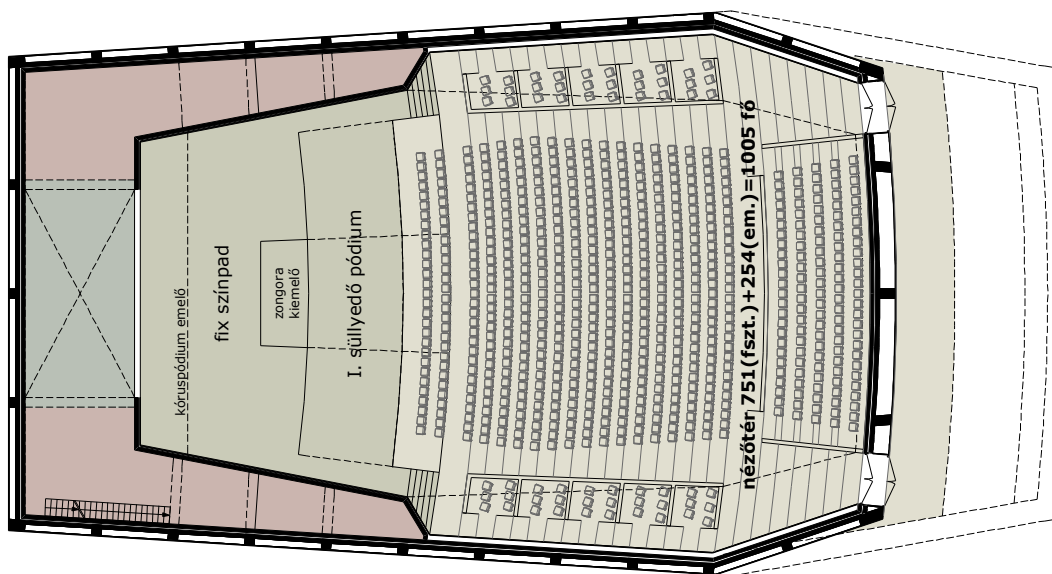 kóruspódium emelő
fix színpad
zongora
kiemelő
I. süllyedő pódium
nézőtér 751(fszt.)+254(em.)=1005 fő